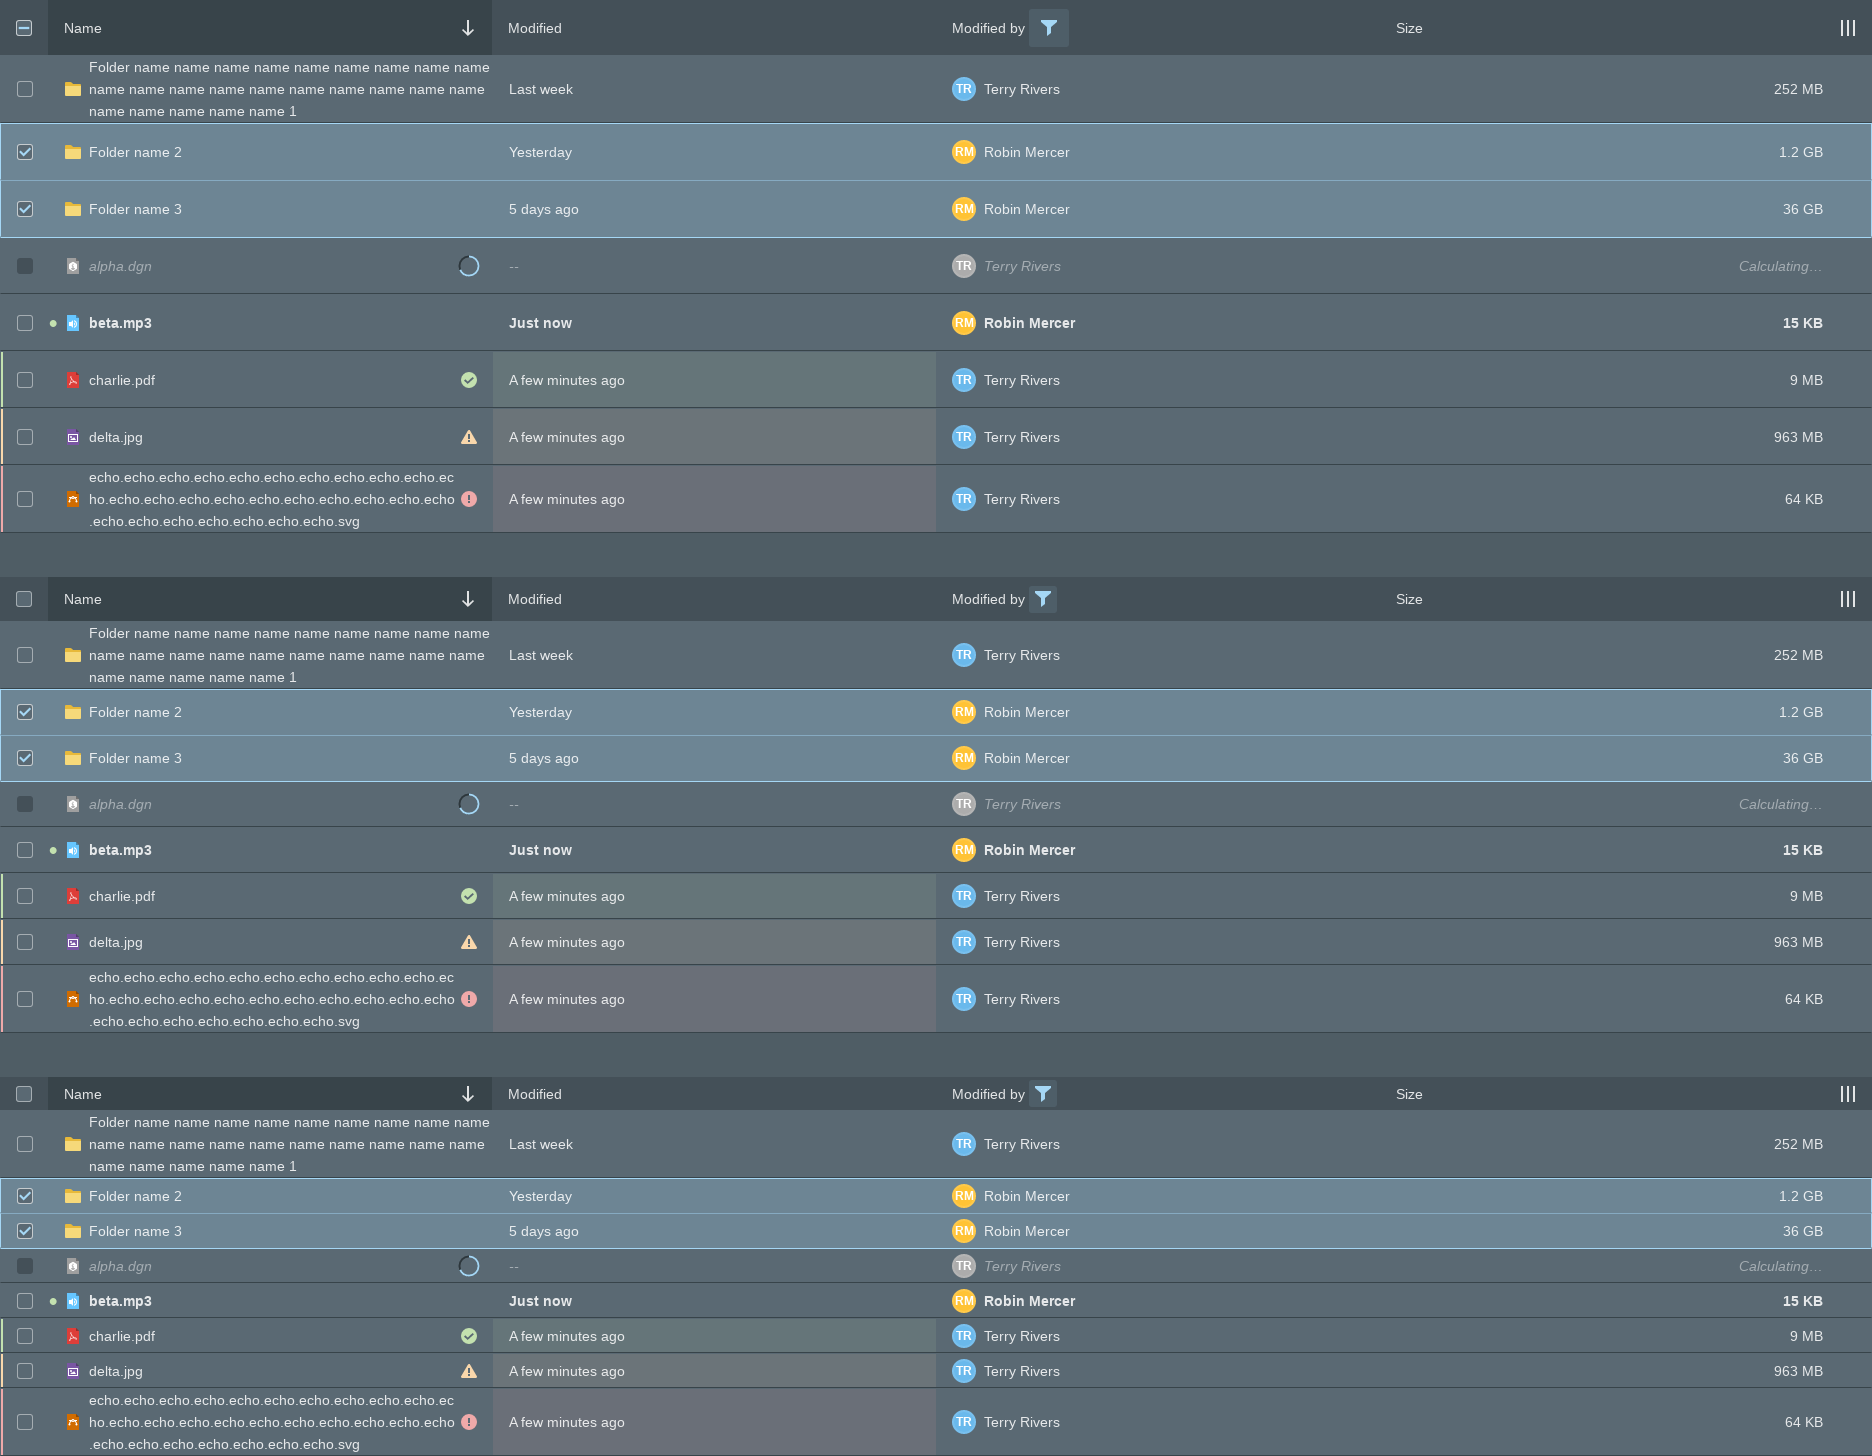 Name Modified Modified by Size
Folder name name name name name name name name name
name name name name name name name name name name
name name name name name 1
Last week TR Terry Rivers 252 MB
Folder name 2 Yesterday RM Robin Mercer 1.2 GB
Folder name 3 5 days ago RM Robin Mercer 36 GB
alpha.dgn -- TR Terry Rivers Calculating…
beta.mp3 Just now RM Robin Mercer 15 KB
charlie.pdf A few minutes ago TR Terry Rivers 9 MB
delta.jpg A few minutes ago TR Terry Rivers 963 MB
echo.echo.echo.echo.echo.echo.echo.echo.echo.echo.ec
ho.echo.echo.echo.echo.echo.echo.echo.echo.echo.echo
.echo.echo.echo.echo.echo.echo.echo.svg
A few minutes ago TR Terry Rivers 64 KB
Name Modified Modified by Size
Folder name name name name name name name name name
name name name name name name name name name name
name name name name name 1
Last week TR Terry Rivers 252 MB
Folder name 2 Yesterday RM Robin Mercer 1.2 GB
Folder name 3 5 days ago RM Robin Mercer 36 GB
alpha.dgn -- TR Terry Rivers Calculating…
beta.mp3 Just now RM Robin Mercer 15 KB
charlie.pdf A few minutes ago TR Terry Rivers 9 MB
delta.jpg A few minutes ago TR Terry Rivers 963 MB
echo.echo.echo.echo.echo.echo.echo.echo.echo.echo.ec
ho.echo.echo.echo.echo.echo.echo.echo.echo.echo.echo
.echo.echo.echo.echo.echo.echo.echo.svg
A few minutes ago TR Terry Rivers 64 KB
Name Modified Modified by Size
Folder name name name name name name name name name
name name name name name name name name name name
name name name name name 1
Last week TR Terry Rivers 252 MB
Folder name 2 Yesterday RM Robin Mercer 1.2 GB
Folder name 3 5 days ago RM Robin Mercer 36 GB
alpha.dgn -- TR Terry Rivers Calculating…
beta.mp3 Just now RM Robin Mercer 15 KB
charlie.pdf A few minutes ago TR Terry Rivers 9 MB
delta.jpg A few minutes ago TR Terry Rivers 963 MB
echo.echo.echo.echo.echo.echo.echo.echo.echo.echo.ec
ho.echo.echo.echo.echo.echo.echo.echo.echo.echo.echo
.echo.echo.echo.echo.echo.echo.echo.svg
A few minutes ago TR Terry Rivers 64 KB